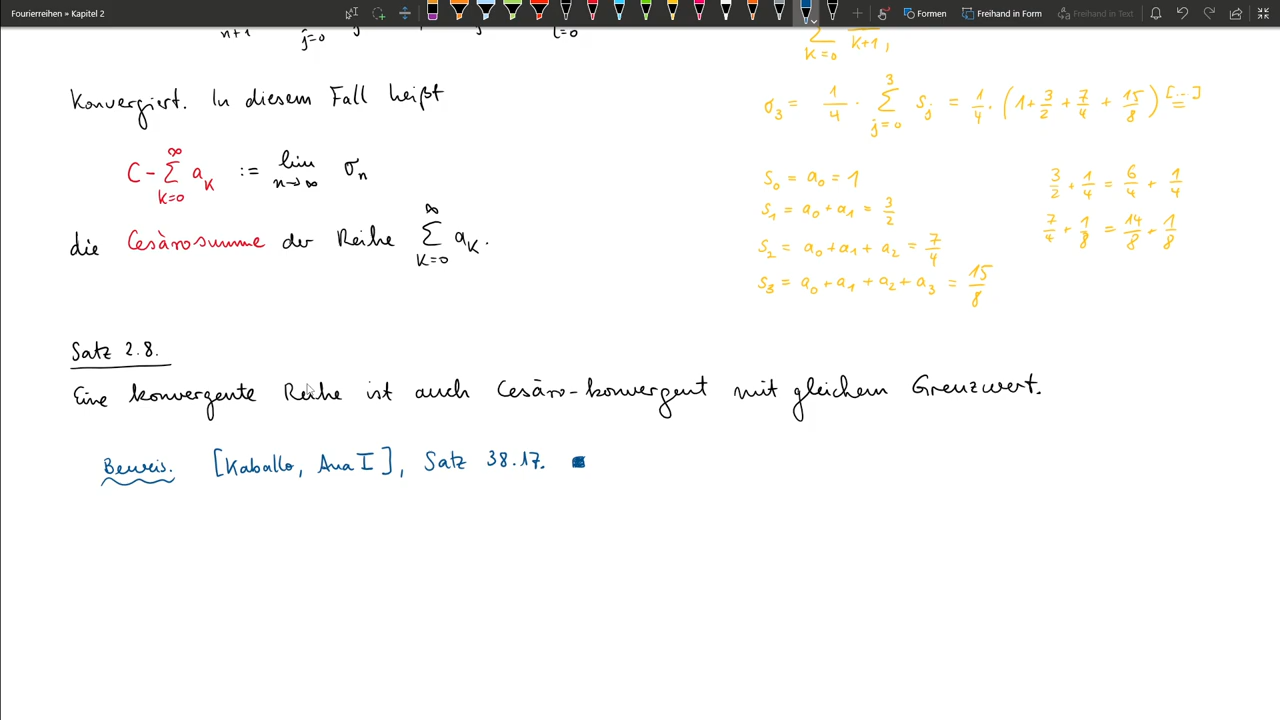 Fourierreihen » Kapitel 2
Formen
Freihand in Form
Freihand in Text
n+1 j=0 l=0
konvergiert. In diesem Fall heißt
C-∑_{k=0}^{∞} a_k := lim_{n→∞} σ_n
die Cesàrosumme der Reihe ∑_{k=0}^{∞} a_k.
Satz 2.8.
Eine konvergente Reihe ist auch Cesàro-konvergent mit gleichem Grenzwert.
Beweis. [Kaballo, Ana I], Satz 38.17. ■
∑_{k=0} k+1,
σ_3 = 1/4 · ∑_{j=0}^{3} s_j = 1/4 · (1 + 3/2 + 7/4 + 15/8) [...] =
s_0 = a_0 = 1
s_1 = a_0 + a_1 = 3/2
s_2 = a_0 + a_1 + a_2 = 7/4
s_3 = a_0 + a_1 + a_2 + a_3 = 15/8
3/2 + 1/4 = 6/4 + 1/4
7/4 + 1/8 = 14/8 + 1/8